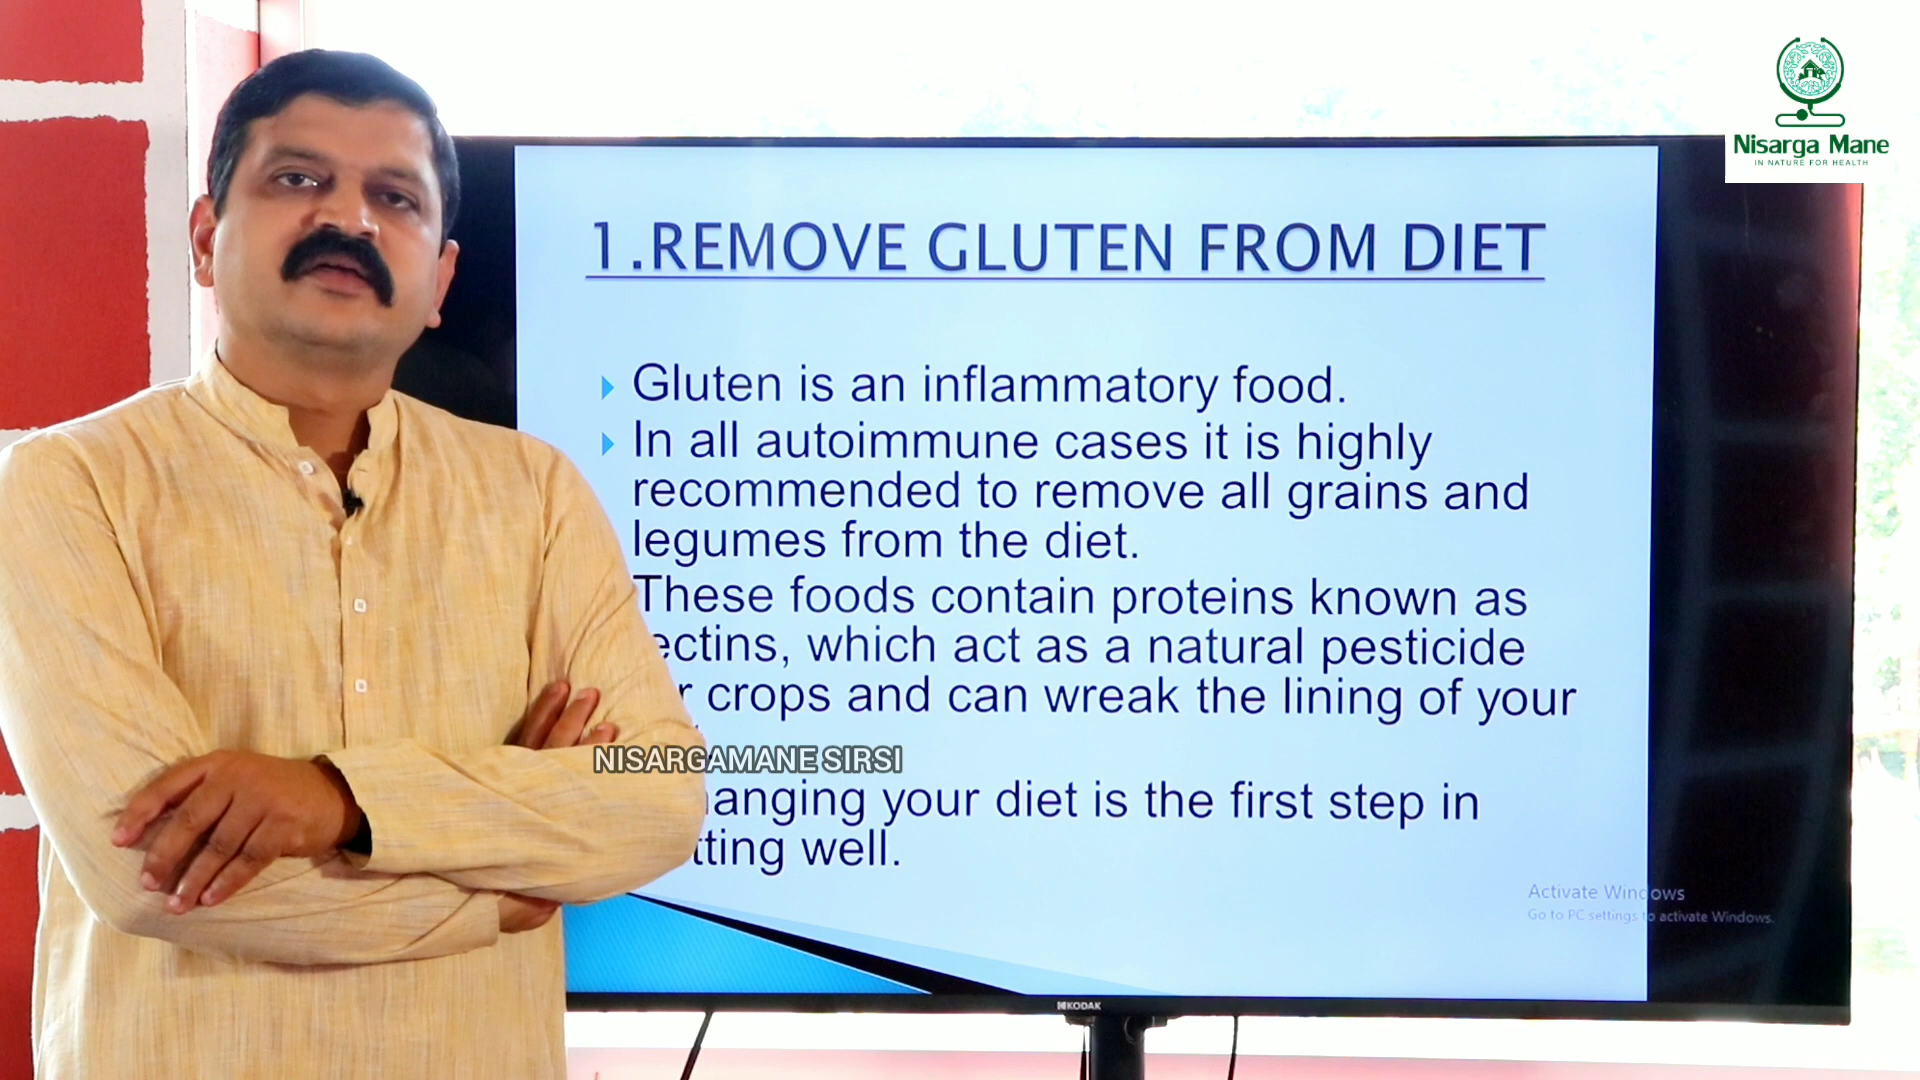 Nisarga Mane
IN NATURE FOR HEALTH
1.REMOVE GLUTEN FROM DIET
Gluten is an inflammatory food.
In all autoimmune cases it is highly
recommended to remove all grains and
legumes from the diet.
These foods contain proteins known as
ectins, which act as a natural pesticide
r crops and can wreak the lining of your
NISARGAMANE SIRSI
hanging your diet is the first step in
tting well.
Activate Windows
Go to PC settings to activate Windows.
KODAK